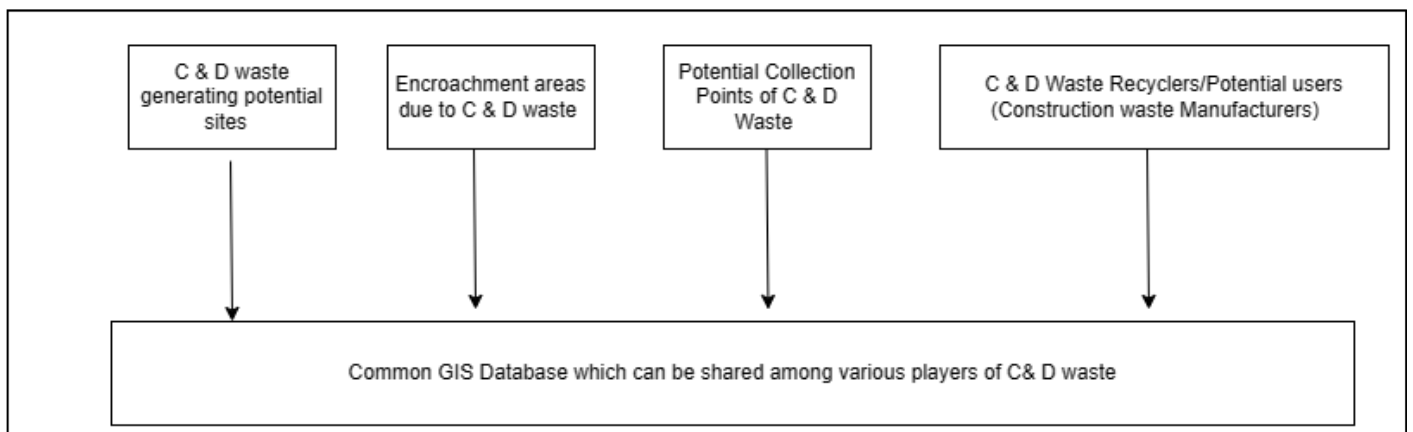 C & D waste
generating potential
sites
Encroachment areas
due to C & D waste
Potential Collection
Points of C & D
Waste
C & D Waste Recyclers/Potential users
(Construction waste Manufacturers)
Common GIS Database which can be shared among various players of C& D waste